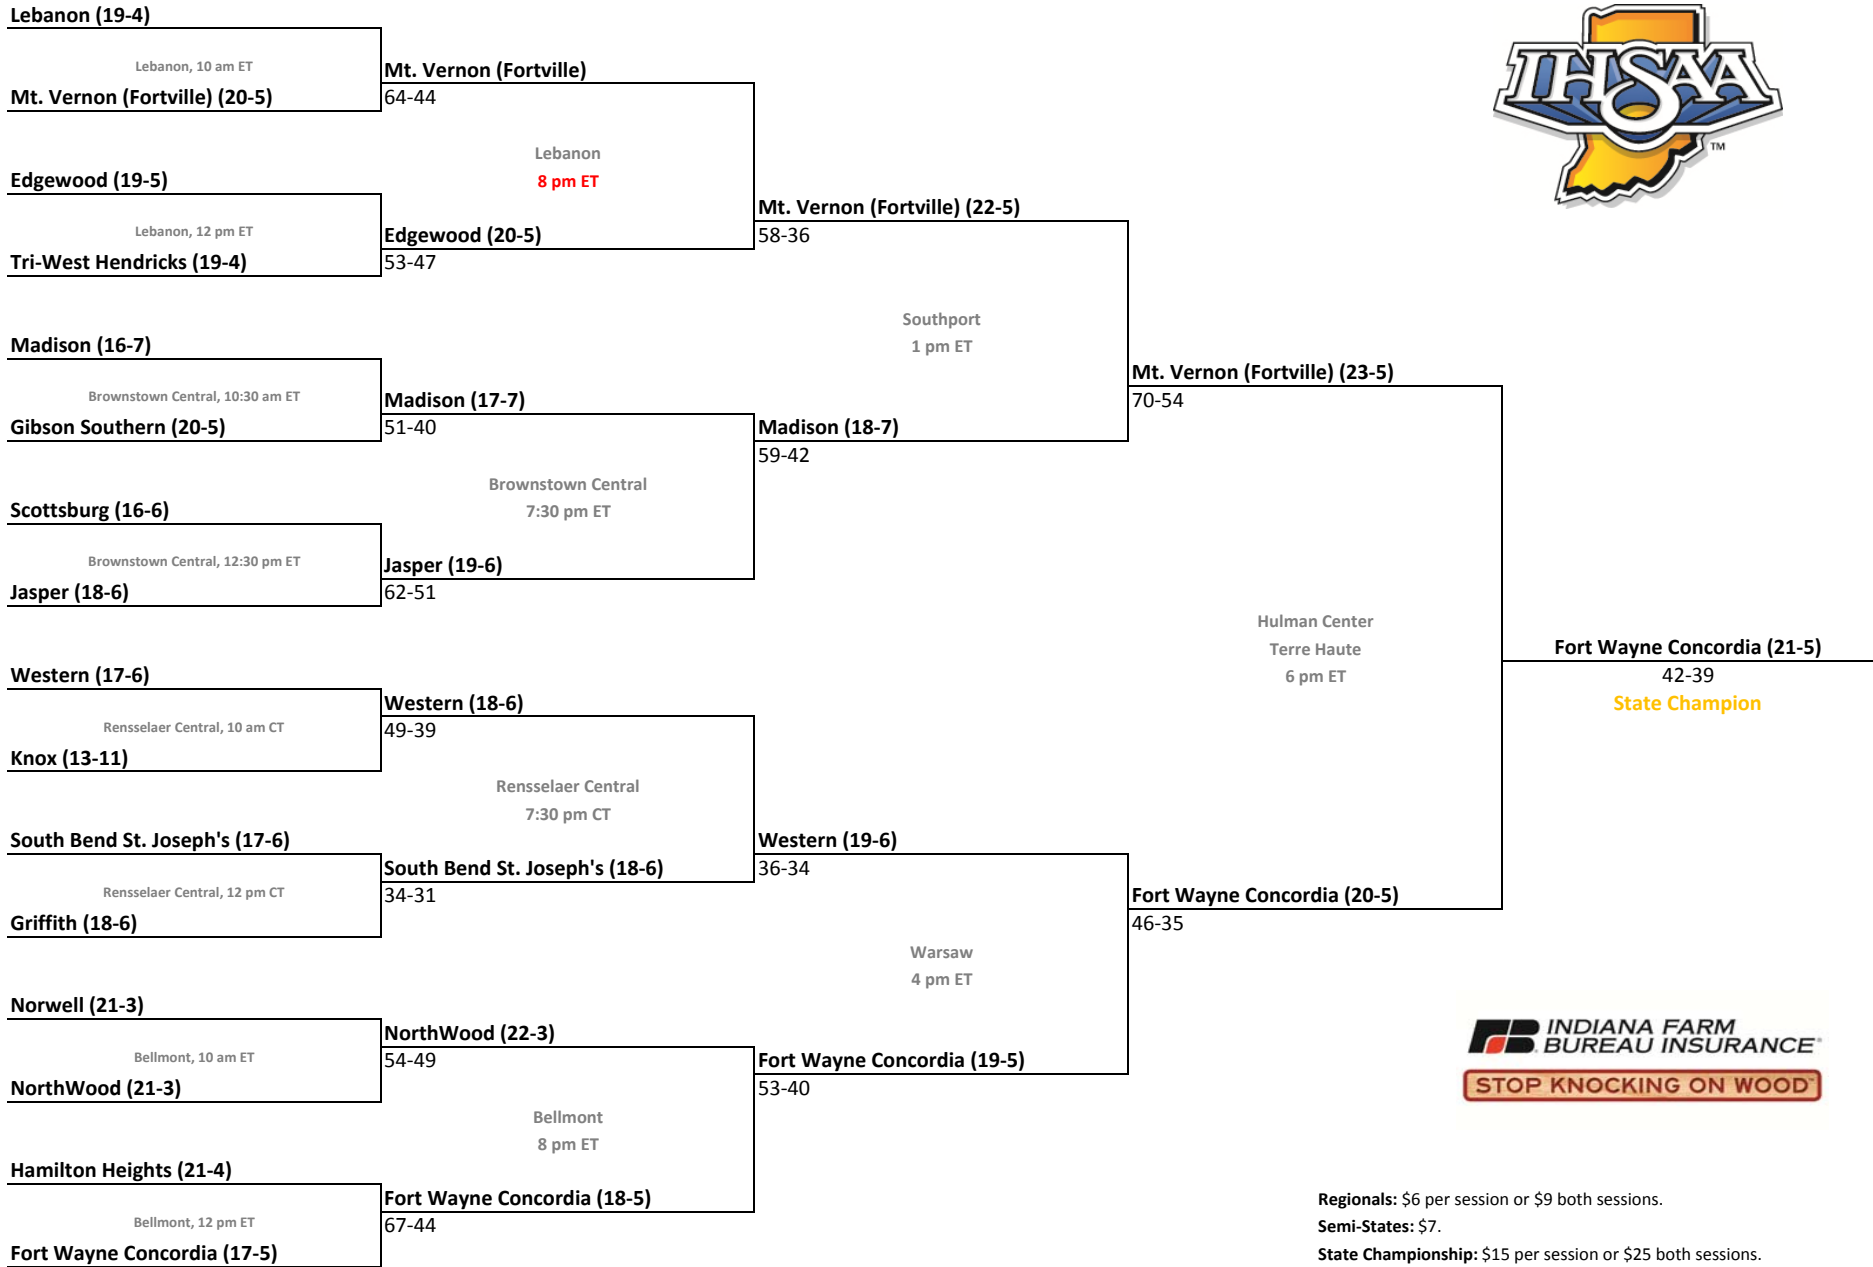 Lebanon (19-4)
Lebanon, 10 am ET
Mt. Vernon (Fortville) (20-5)
Mt. Vernon (Fortville)
64-44
Lebanon
8 pm ET
Edgewood (19-5)
Lebanon, 12 pm ET
Tri-West Hendricks (19-4)
Edgewood (20-5)
53-47
Mt. Vernon (Fortville) (22-5)
58-36
Southport
1 pm ET
Madison (16-7)
Brownstown Central, 10:30 am ET
Gibson Southern (20-5)
Madison (17-7)
51-40
Brownstown Central
7:30 pm ET
Scottsburg (16-6)
Brownstown Central, 12:30 pm ET
Jasper (18-6)
Jasper (19-6)
62-51
Madison (18-7)
59-42
Mt. Vernon (Fortville) (23-5)
70-54
Hulman Center
Terre Haute
6 pm ET
Fort Wayne Concordia (21-5)
42-39
State Champion
Western (17-6)
Rensselaer Central, 10 am CT
Knox (13-11)
Western (18-6)
49-39
Rensselaer Central
7:30 pm CT
South Bend St. Joseph's (17-6)
Rensselaer Central, 12 pm CT
Griffith (18-6)
South Bend St. Joseph's (18-6)
34-31
Western (19-6)
36-34
Warsaw
4 pm ET
Fort Wayne Concordia (20-5)
46-35
Norwell (21-3)
Bellmont, 10 am ET
NorthWood (21-3)
NorthWood (22-3)
54-49
Bellmont
8 pm ET
Hamilton Heights (21-4)
Bellmont, 12 pm ET
Fort Wayne Concordia (17-5)
Fort Wayne Concordia (18-5)
67-44
Fort Wayne Concordia (19-5)
53-40
IHSAA
TM
INDIANA FARM
BUREAU INSURANCE®
STOP KNOCKING ON WOOD™
Regionals: $6 per session or $9 both sessions.
Semi-States: $7.
State Championship: $15 per session or $25 both sessions.